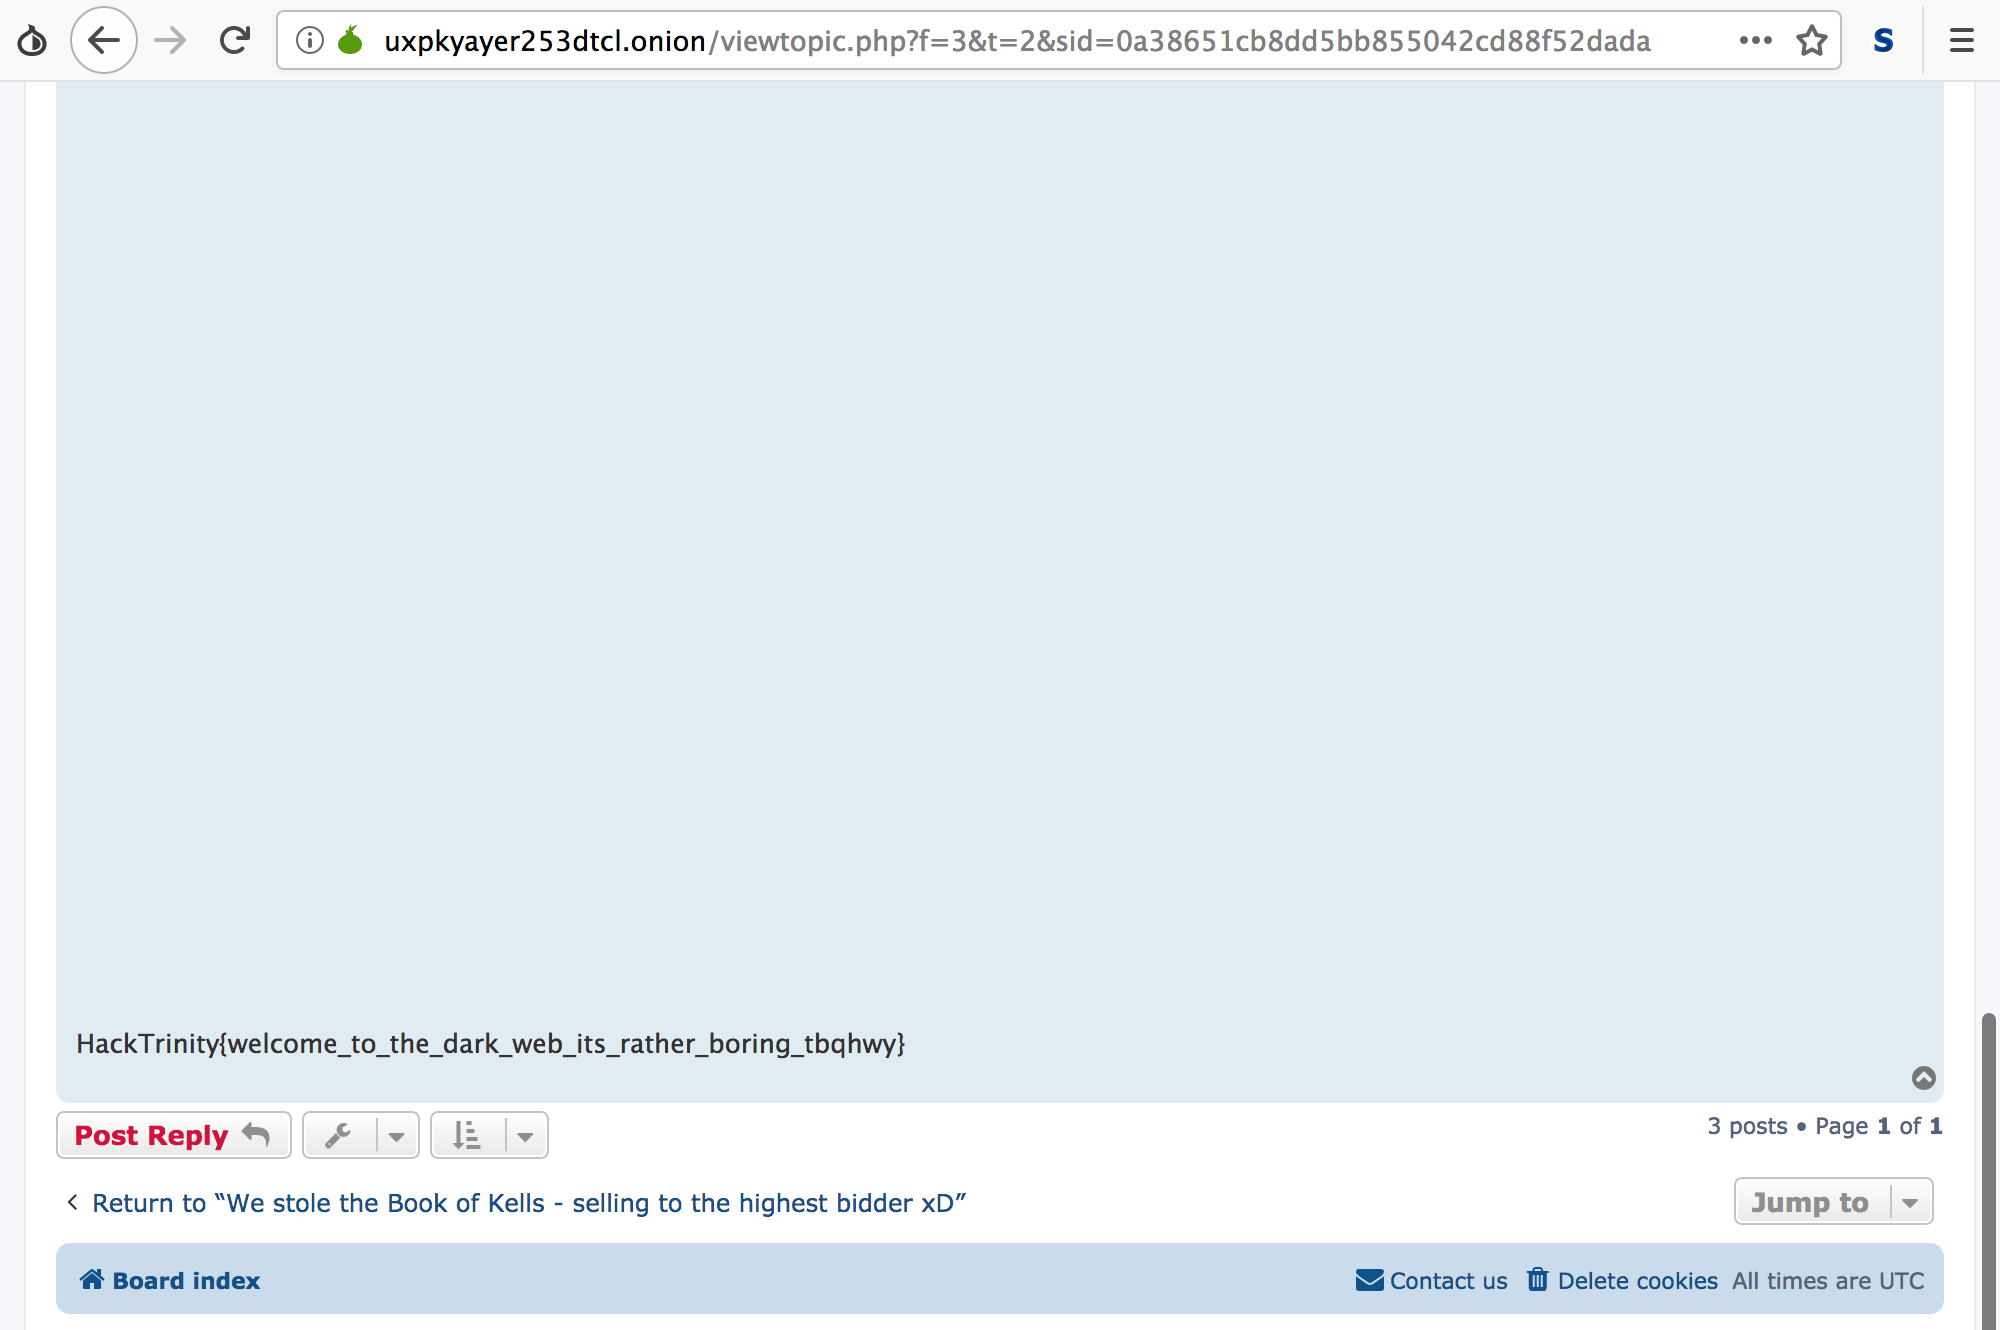 uxpkyayer253dtcl.onion/viewtopic.php?f=3&t=2&sid=0a38651cb8dd5bb855042cd88f52dada
S
HackTrinity{welcome_to_the_dark_web_its_rather_boring_tbqhwy}
Post Reply
3 posts • Page 1 of 1
Return to “We stole the Book of Kells - selling to the highest bidder xD”
Jump to
Board index
Contact us
Delete cookies
All times are UTC